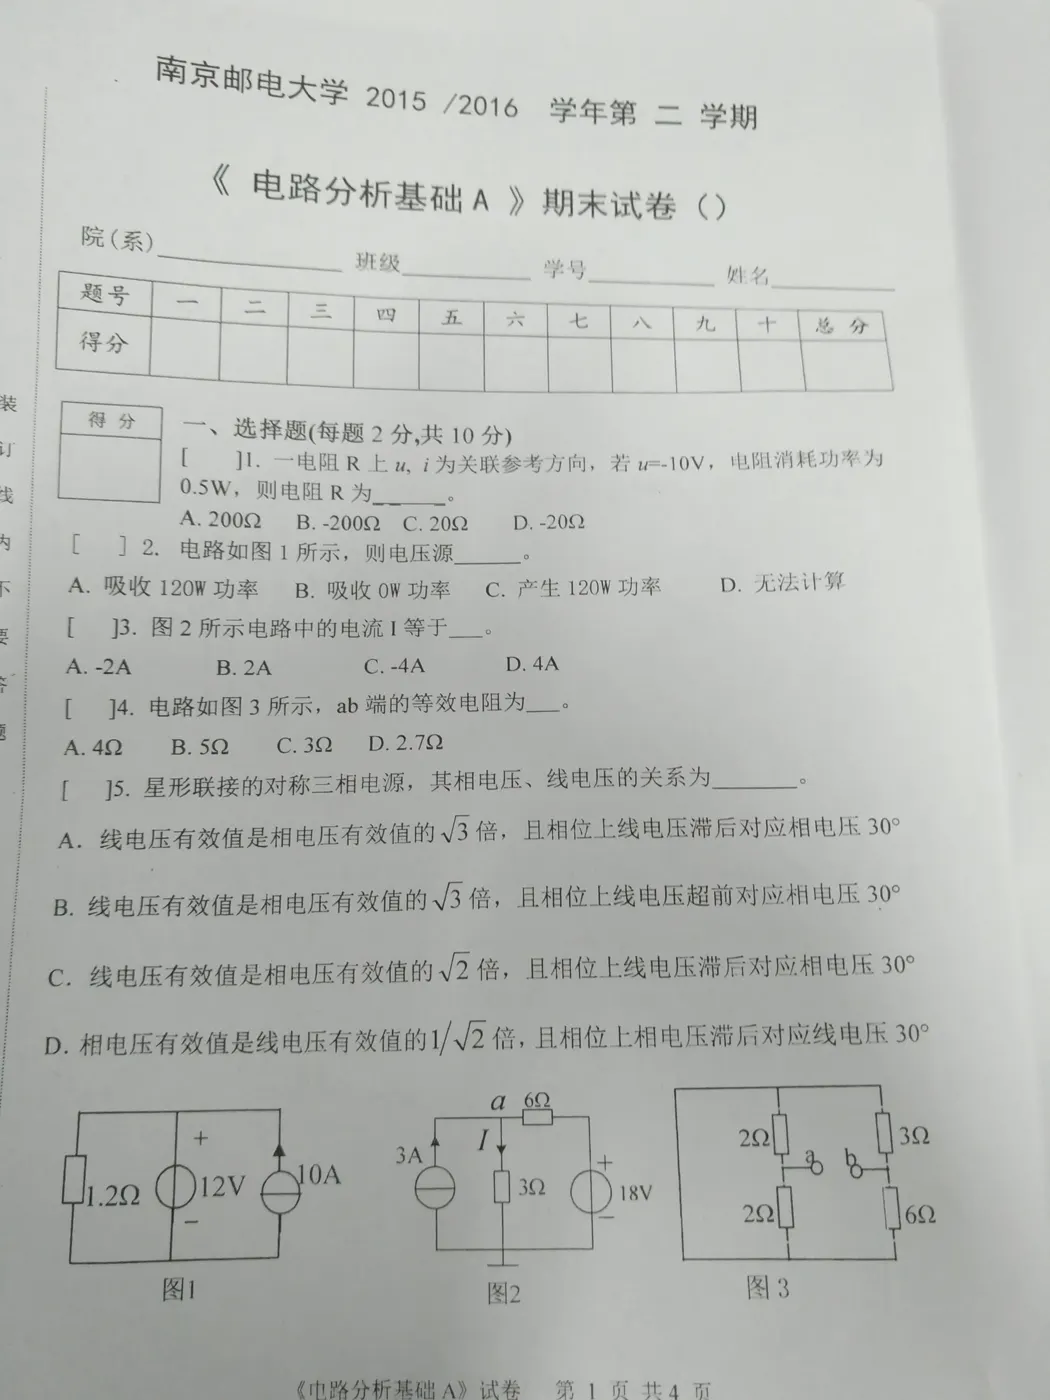 南京邮电大学 2015 /2016 学年第 二 学期
《 电路分析基础A 》期末试卷（）
院(系)____________ 班级__________ 学号__________ 姓名__________
题号 一 二 三 四 五 六 七 八 九 十 总 分
得分
得 分
一、选择题(每题 2 分,共 10 分)
[ ]1. 一电阻 R 上 u, i 为关联参考方向，若 u=-10V，电阻消耗功率为
0.5W，则电阻 R 为______。
A. 200Ω B. -200Ω C. 20Ω D. -20Ω
[ ] 2. 电路如图 1 所示，则电压源______。
A. 吸收 120W 功率 B. 吸收 0W 功率 C. 产生 120W 功率 D. 无法计算
[ ]3. 图 2 所示电路中的电流 I 等于___。
A. -2A B. 2A C. -4A D. 4A
[ ]4. 电路如图 3 所示，ab 端的等效电阻为___。
A. 4Ω B. 5Ω C. 3Ω D. 2.7Ω
[ ]5. 星形联接的对称三相电源，其相电压、线电压的关系为_______。
A. 线电压有效值是相电压有效值的 √3 倍，且相位上线电压滞后对应相电压 30°
B. 线电压有效值是相电压有效值的 √3 倍，且相位上线电压超前对应相电压 30°
C. 线电压有效值是相电压有效值的 √2 倍，且相位上线电压滞后对应相电压 30°
D. 相电压有效值是线电压有效值的 1/√2 倍，且相位上相电压滞后对应线电压 30°
1.2Ω + 12V − 10A
图1
a 6Ω
3A I 3Ω + 18V −
图2
2Ω a b 3Ω
2Ω 6Ω
图 3
《电路分析基础 A》试卷 第 1 页 共 4 页
装
订
线
内
不
要
答
题